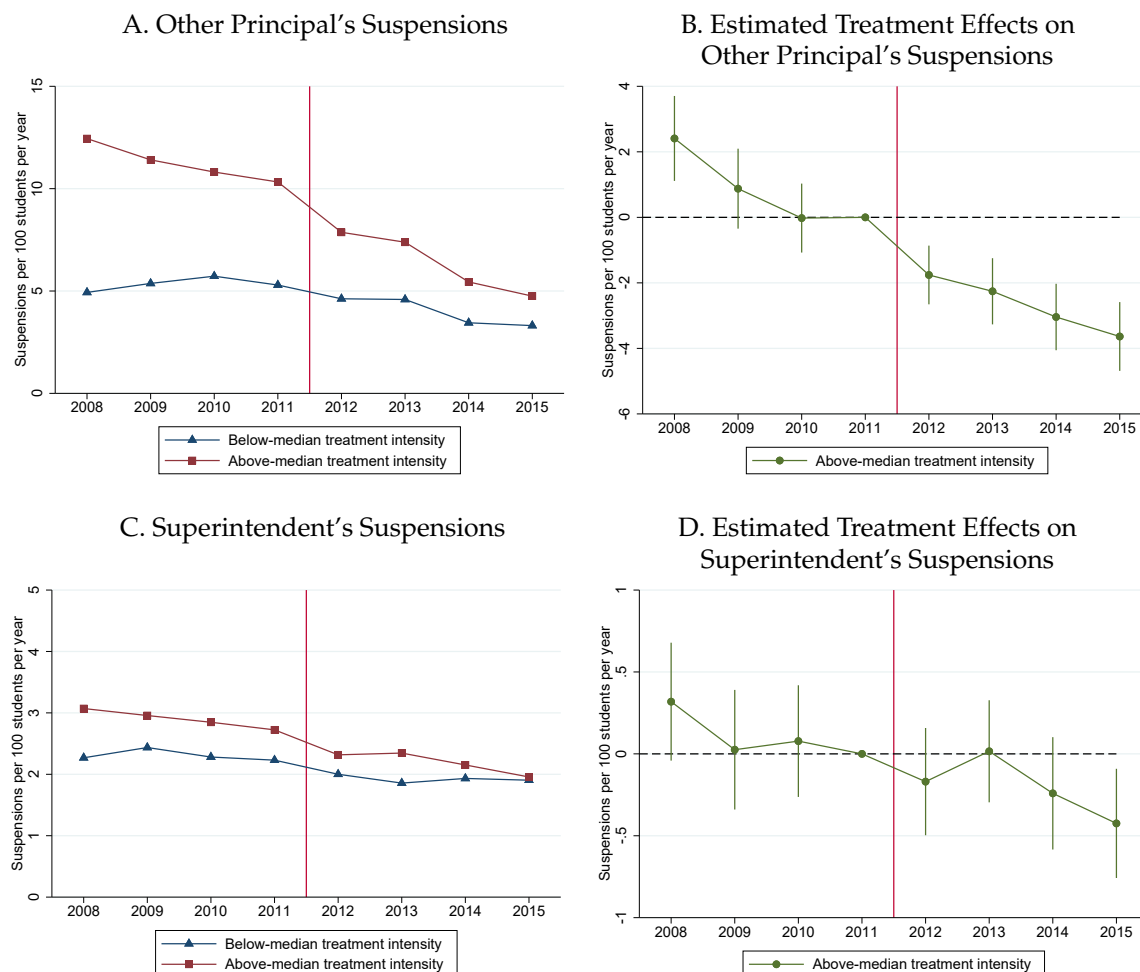 A. Other Principal's Suspensions
Suspensions per 100 students per year
15
10
5
0
2008 2009 2010 2011 2012 2013 2014 2015
Below-median treatment intensity
Above-median treatment intensity
B. Estimated Treatment Effects on
Other Principal's Suspensions
Suspensions per 100 students per year
4
2
0
-2
-4
-6
2008 2009 2010 2011 2012 2013 2014 2015
Above-median treatment intensity
C. Superintendent's Suspensions
Suspensions per 100 students per year
5
4
3
2
1
0
2008 2009 2010 2011 2012 2013 2014 2015
Below-median treatment intensity
Above-median treatment intensity
D. Estimated Treatment Effects on
Superintendent's Suspensions
Suspensions per 100 students per year
1
.5
0
-.5
-1
2008 2009 2010 2011 2012 2013 2014 2015
Above-median treatment intensity